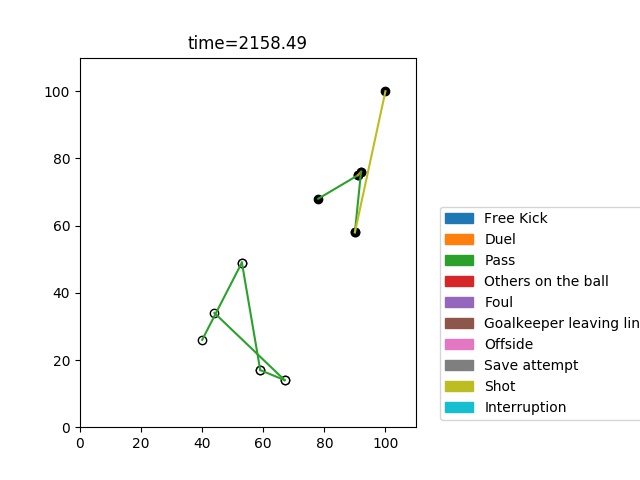 time=2158.49
100
80
60
40
20
0
0 20 40 60 80 100
Free Kick
Duel
Pass
Others on the ball
Foul
Goalkeeper leaving lin
Offside
Save attempt
Shot
Interruption